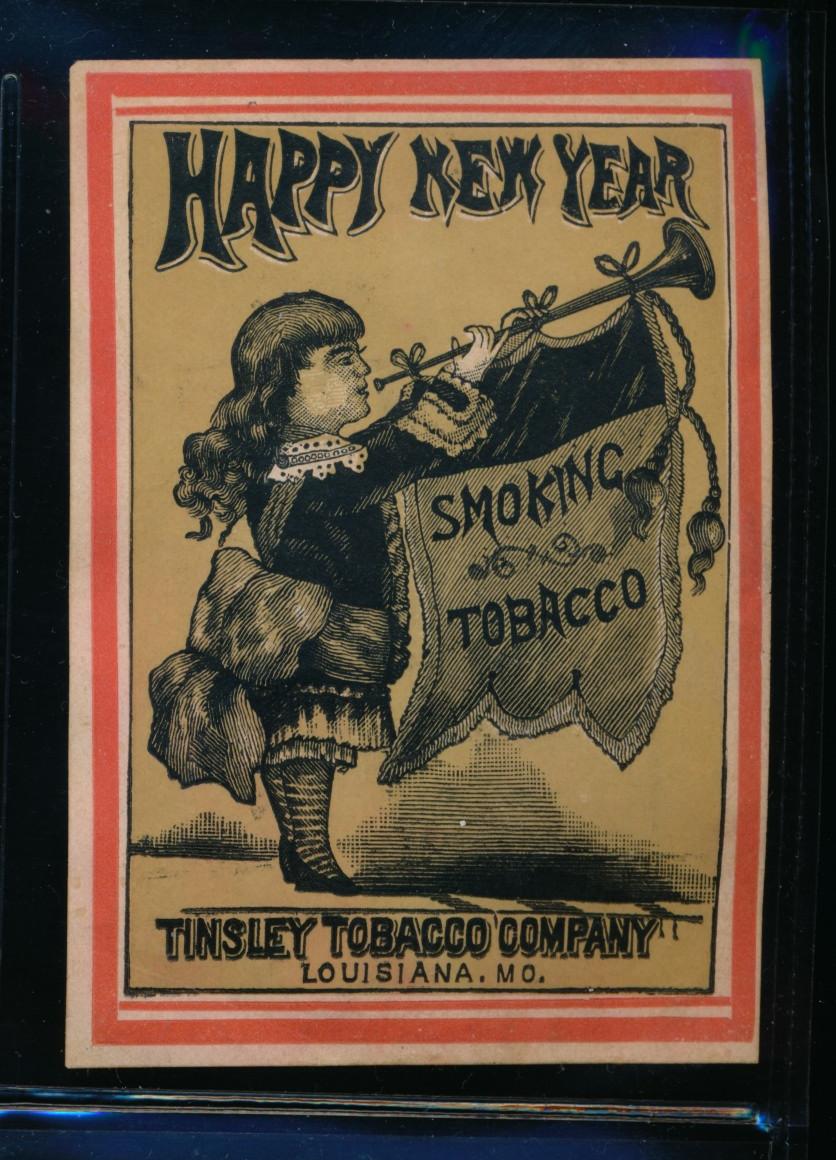 HAPPY NEW YEAR
SMOKING
TOBACCO
TINSLEY TOBACCO COMPANY
LOUISIANA. MO.